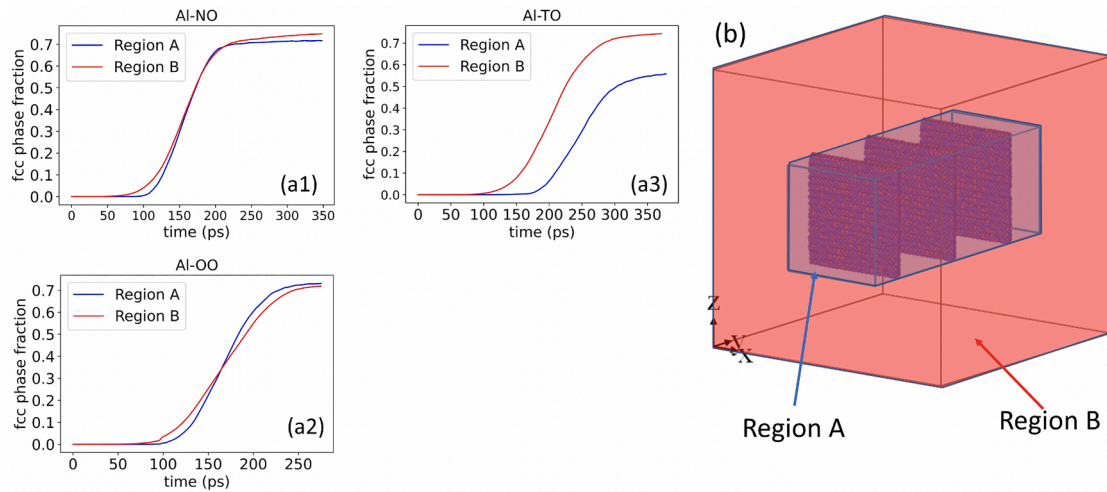 Al-NO
fcc phase fraction
0.7
0.6
0.5
0.4
0.3
0.2
0.1
0.0
Region A
Region B
(a1)
0 50 100 150 200 250 300 350
time (ps)
Al-TO
fcc phase fraction
0.7
0.6
0.5
0.4
0.3
0.2
0.1
0.0
Region A
Region B
(a3)
0 50 100 150 200 250 300 350
time (ps)
Al-OO
fcc phase fraction
0.7
0.6
0.5
0.4
0.3
0.2
0.1
0.0
Region A
Region B
(a2)
0 50 100 150 200 250
time (ps)
(b)
Z
Y
X
Region A
Region B